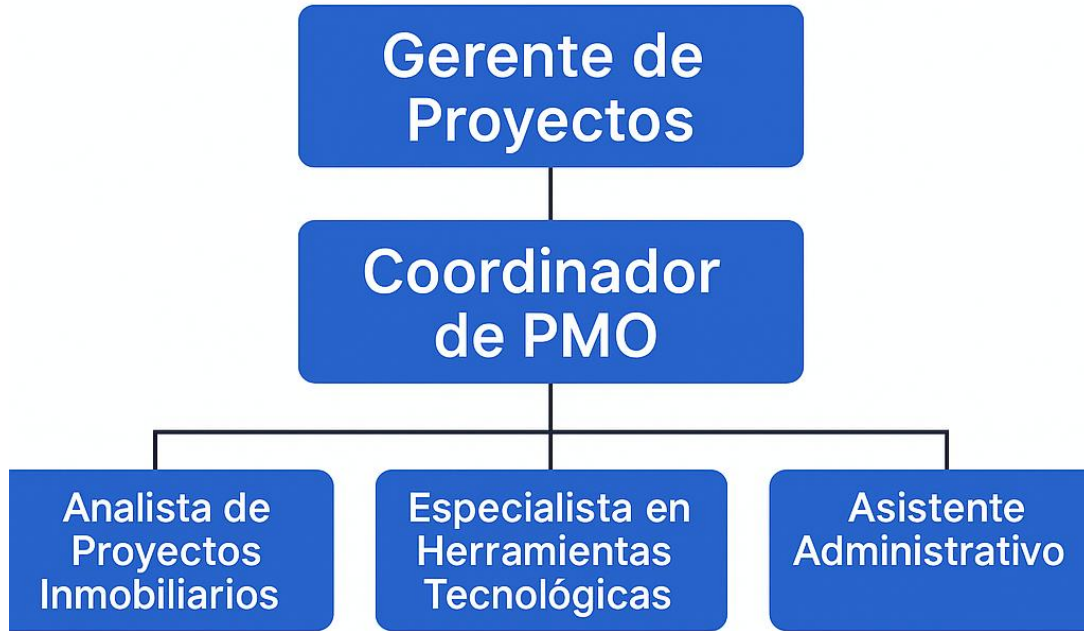 Gerente de
Proyectos
Coordinador
de PMO
Analista de
Proyectos
Inmobiliarios
Especialista en
Herramientas
Tecnológicas
Asistente
Administrativo